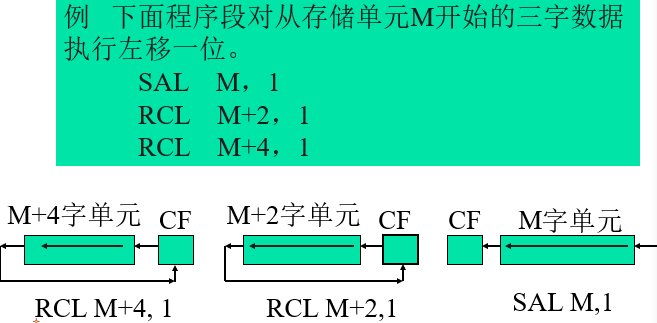 例 下面程序段对从存储单元M开始的三字数据
执行左移一位。
SAL M，1
RCL M+2，1
RCL M+4，1
M+4字单元 CF M+2字单元 CF CF M字单元
RCL M+4, 1 RCL M+2,1 SAL M,1